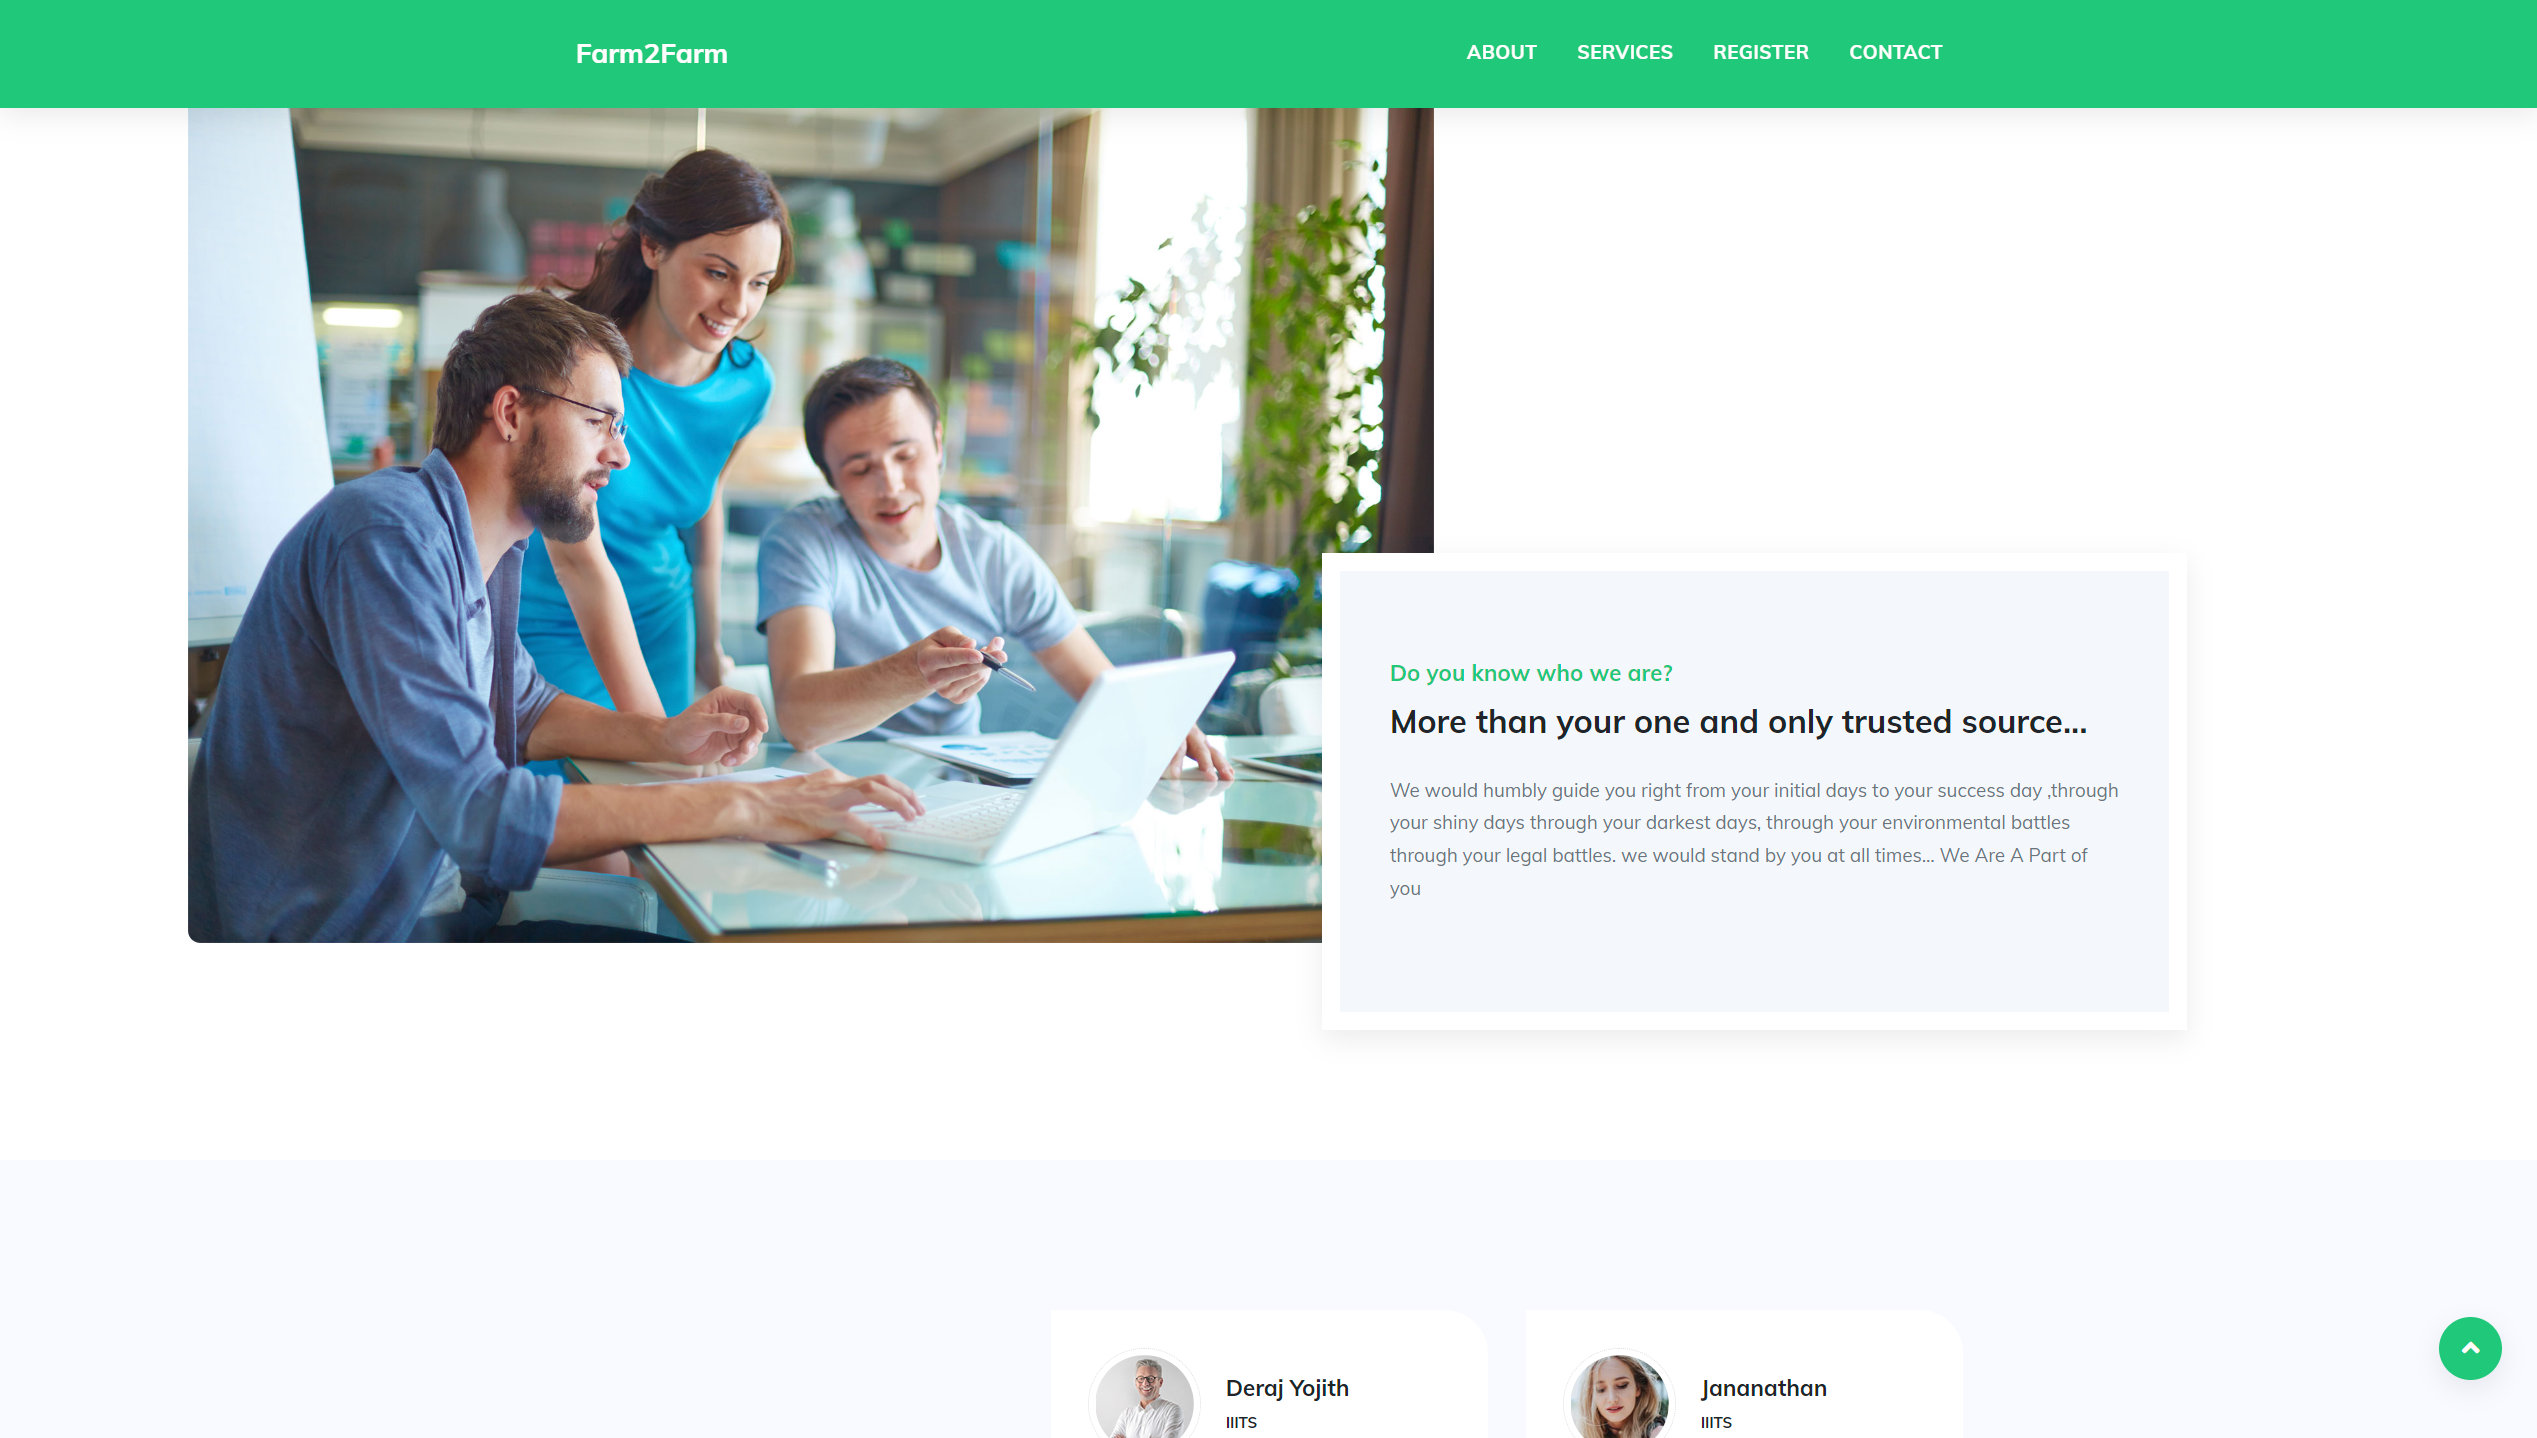 Farm2Farm
ABOUT SERVICES REGISTER CONTACT
Do you know who we are?
More than your one and only trusted source...
We would humbly guide you right from your initial days to your success day ,through
your shiny days through your darkest days, through your environmental battles
through your legal battles. we would stand by you at all times... We Are A Part of
you
Deraj Yojith
IIITS
Jananathan
IIITS